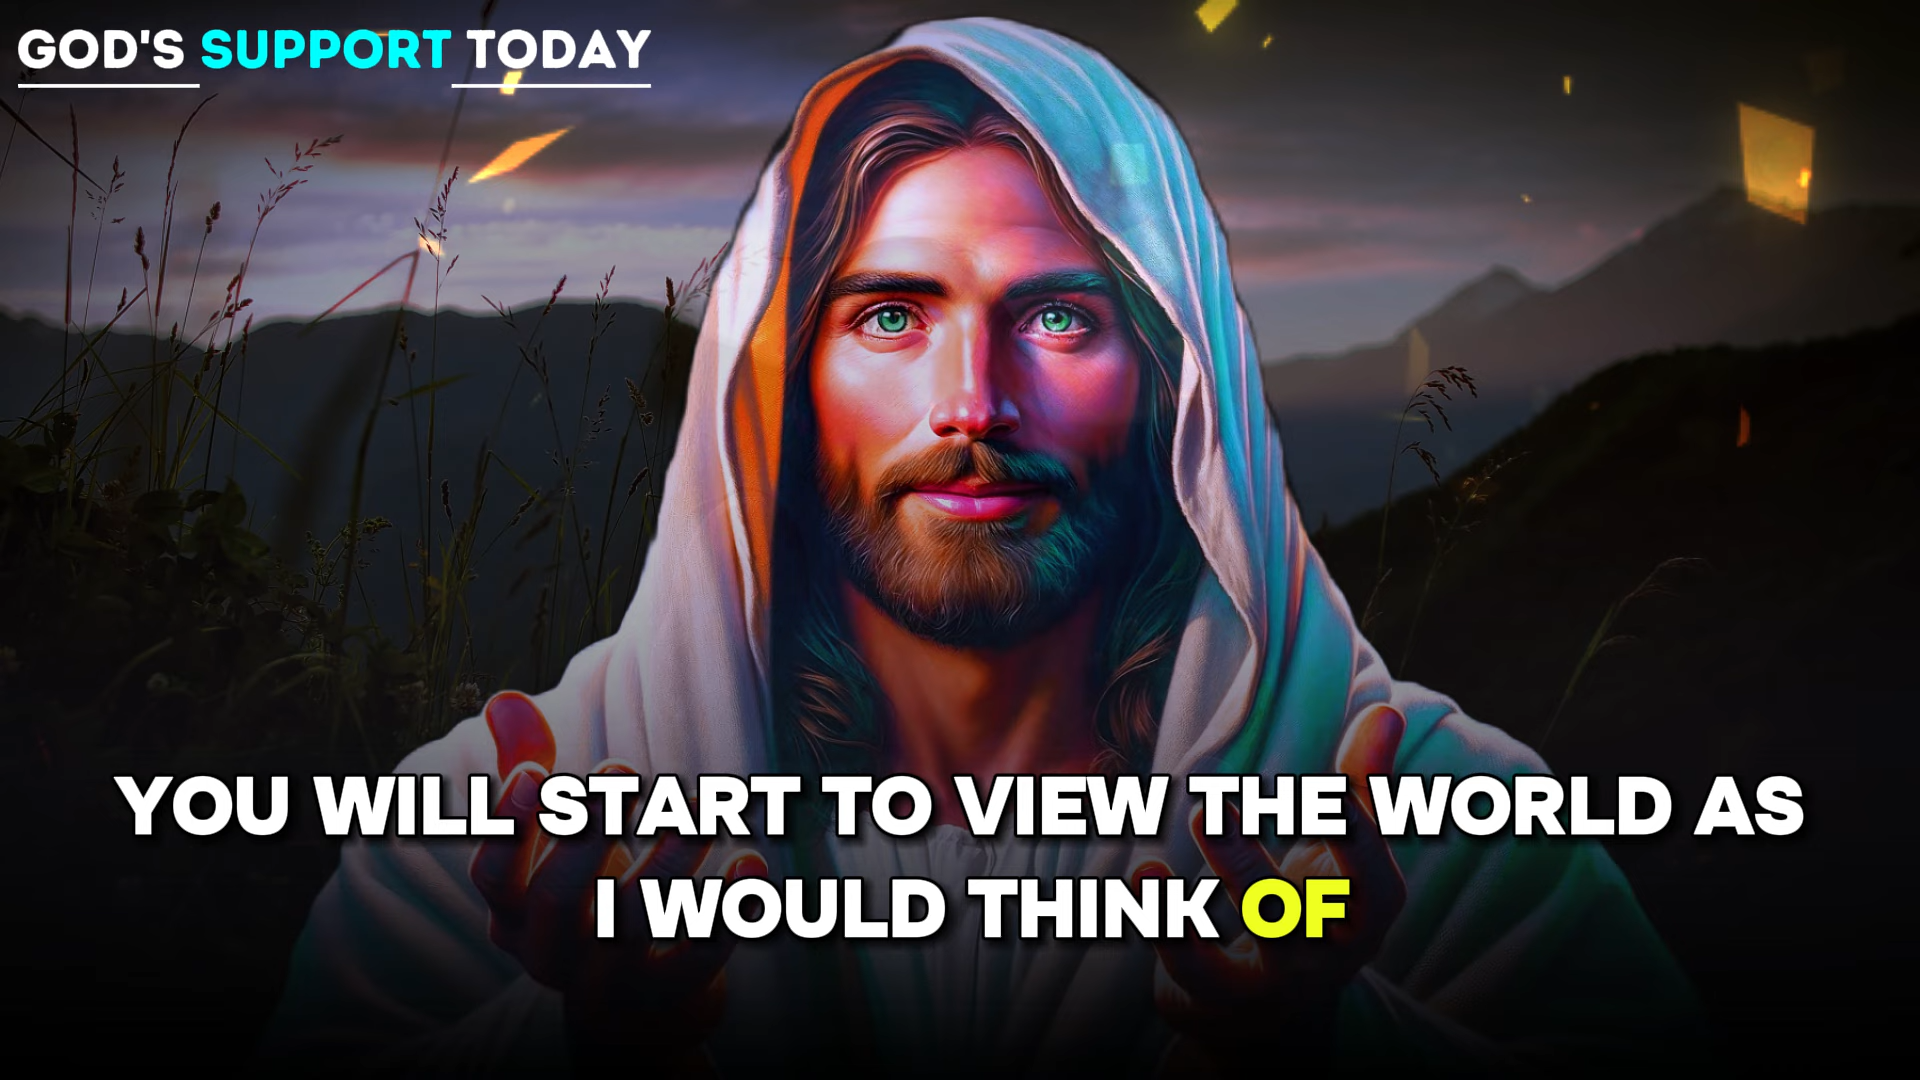 GOD'S SUPPORT TODAY
YOU WILL START TO VIEW THE WORLD AS
I WOULD THINK OF